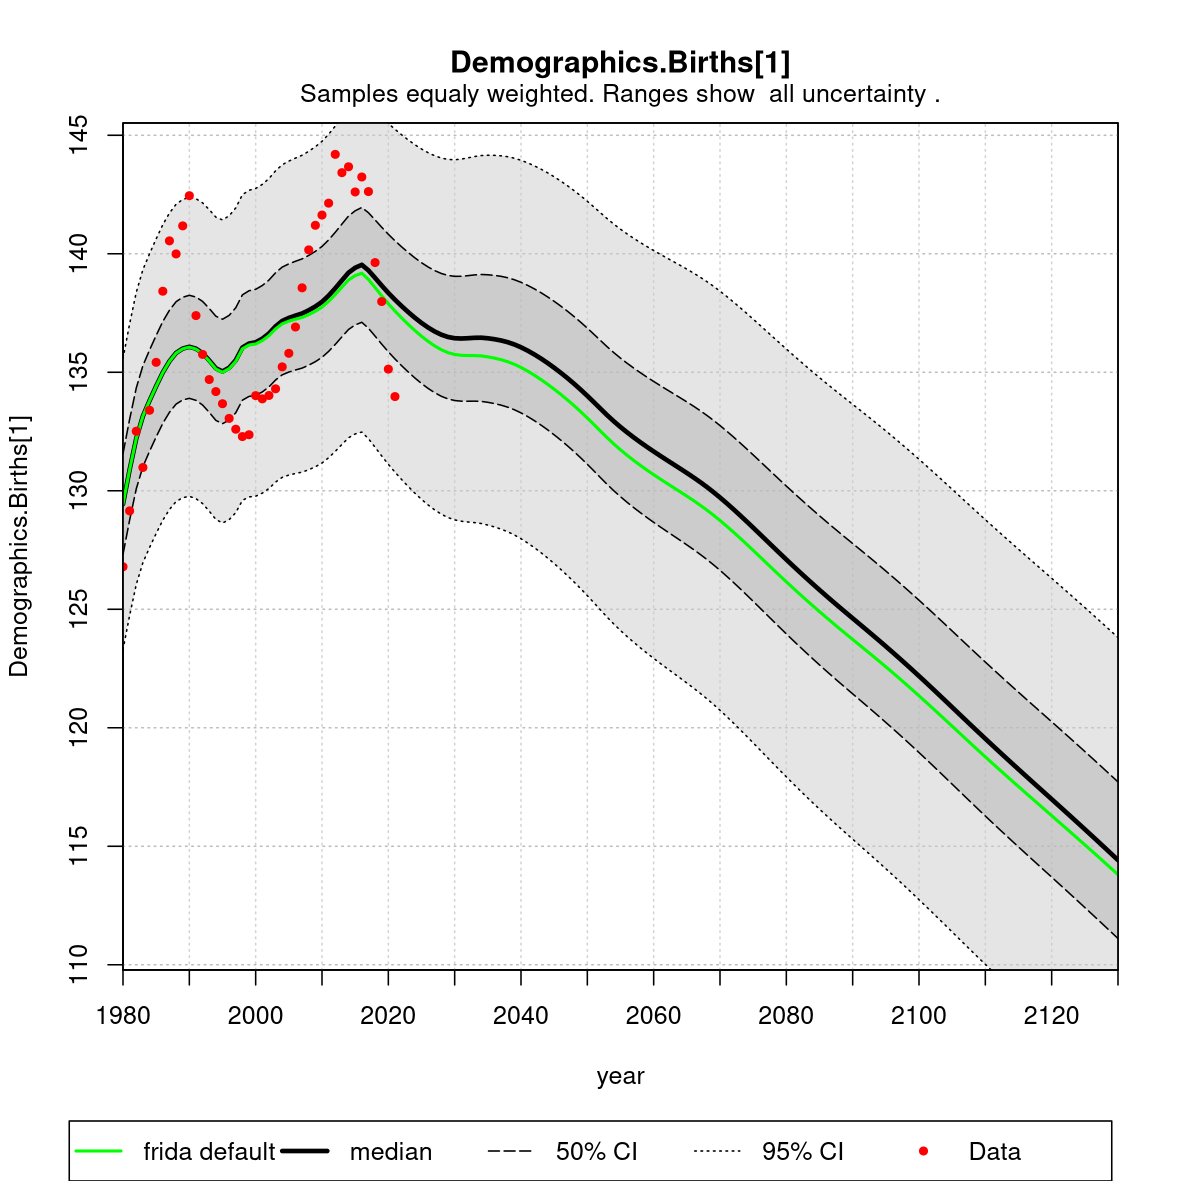 Demographics.Births[1]
Samples equaly weighted. Ranges show  all uncertainty .
Demographics.Births[1]
145
140
135
130
125
120
115
110
1980 2000 2020 2040 2060 2080 2100 2120
year
frida default median 50% CI 95% CI Data